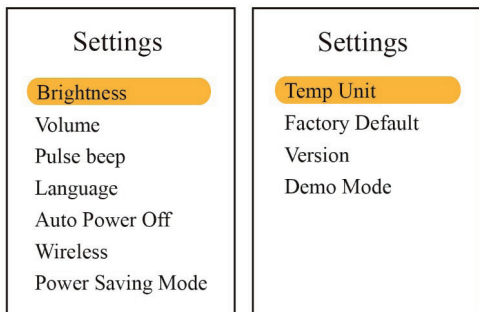 Settings
Brightness
Volume
Pulse beep
Language
Auto Power Off
Wireless
Power Saving Mode
Settings
Temp Unit
Factory Default
Version
Demo Mode